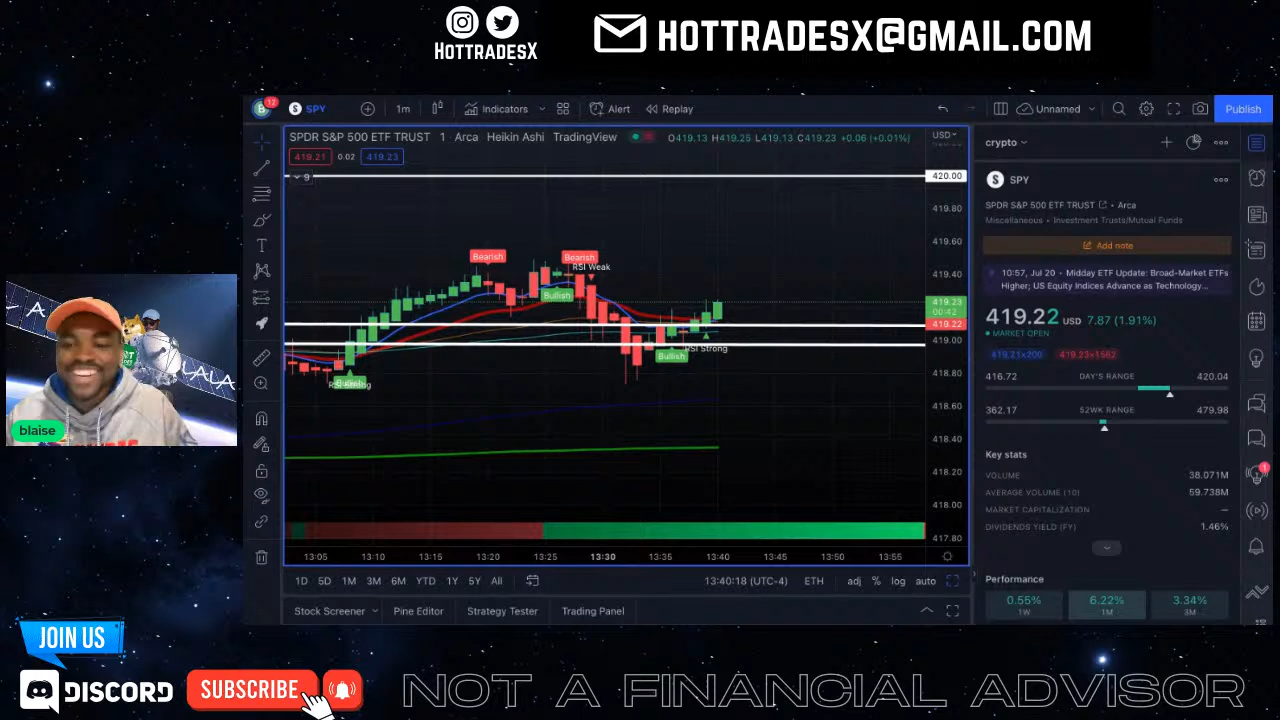 HOTTRADESX
HOTTRADESX@GMAIL.COM
12
SPY
1m
Indicators
Alert
Replay
Unnamed
Publish
SPDR S&P 500 ETF TRUST · 1 · Arca · Heikin Ashi · TradingView
O419.13 H419.25 L419.13 C419.23 +0.06 (+0.01%)
USD
419.21
0.02
419.23
9
420.00
419.80
419.60
419.40
419.23
00:42
419.22
419.00
418.80
418.60
418.40
418.20
418.00
417.80
Bearish
Bearish
RSI Weak
Bullish
Bullish
RSI Strong
13:05
13:10
13:15
13:20
13:25
13:30
13:35
13:40
13:45
13:50
13:55
1D 5D 1M 3M 6M YTD 1Y 5Y All
13:40:18 (UTC-4)
ETH
adj % log auto
Stock Screener
Pine Editor
Strategy Tester
Trading Panel
crypto
SPY
SPDR S&P 500 ETF TRUST · Arca
Miscellaneous · Investment Trusts/Mutual Funds
Add note
10:57, Jul 20 · Midday ETF Update: Broad-Market ETFs
Higher; US Equity Indices Advance as Technology...
419.22 USD 7.87 (1.91%)
MARKET OPEN
419.21x200
419.23x1562
416.72 DAY'S RANGE 420.04
362.17 52WK RANGE 479.98
Key stats
VOLUME 38.071M
AVERAGE VOLUME (10) 59.738M
MARKET CAPITALIZATION —
DIVIDENDS YIELD (FY) 1.46%
Performance
0.55%
1W
6.22%
1M
3.34%
3M
1
LALA
blaise
JOIN US
DISCORD
SUBSCRIBE
NOT A FINANCIAL ADVISOR